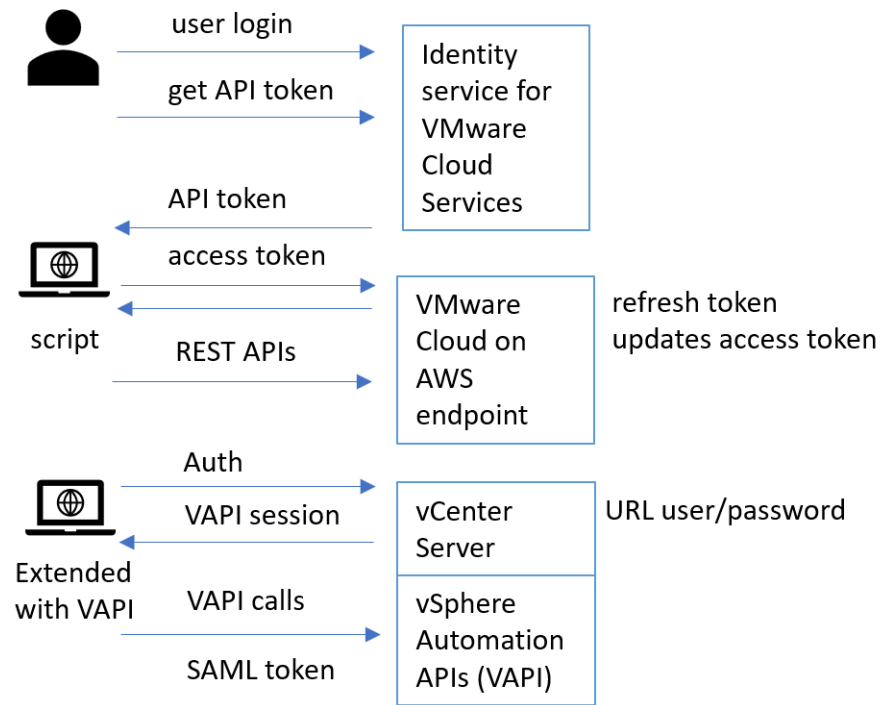 user login
get API token
Identity
service for
VMware
Cloud
Services
API token
access token
script
REST APIs
VMware
Cloud on
AWS
endpoint
refresh token
updates access token
Auth
VAPI session
Extended
with VAPI
vCenter
Server
URL user/password
VAPI calls
SAML token
vSphere
Automation
APIs (VAPI)